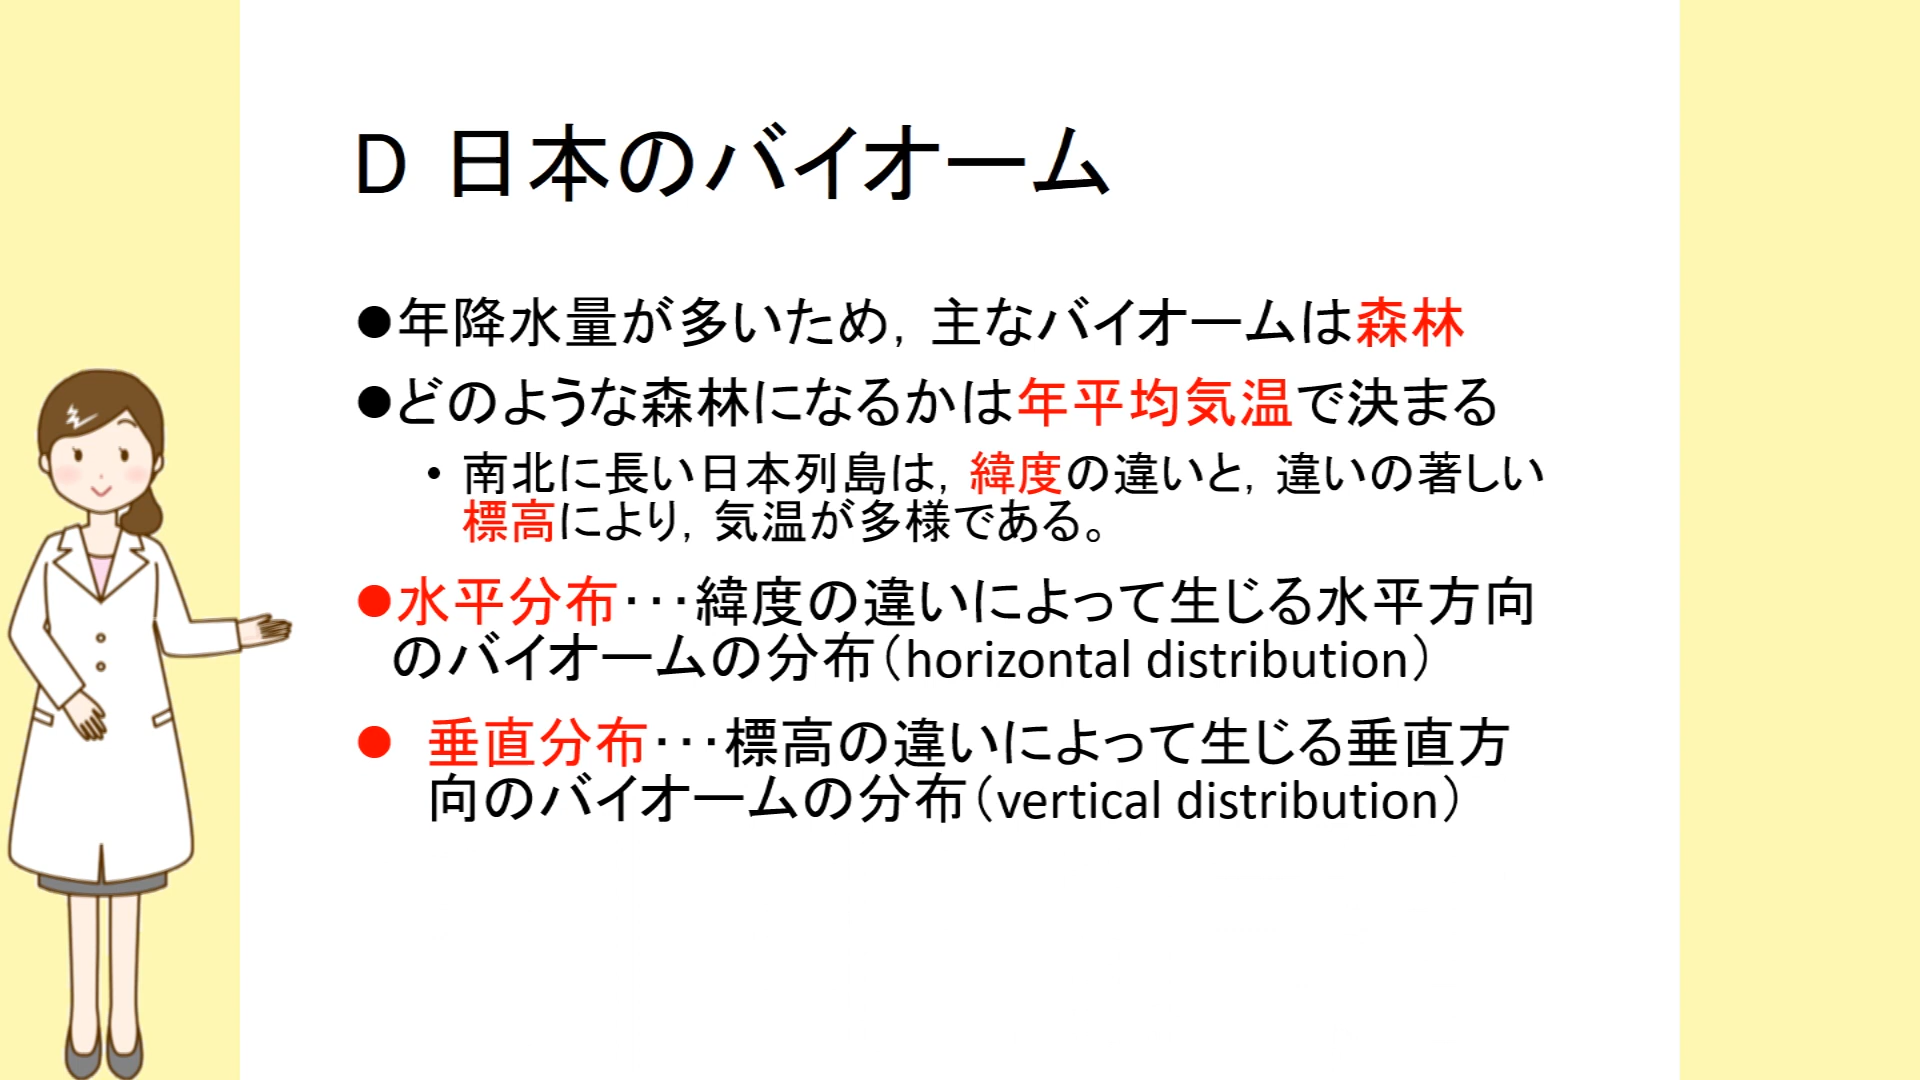 D 日本のバイオーム
●年降水量が多いため，主なバイオームは森林
●どのような森林になるかは年平均気温で決まる
• 南北に長い日本列島は，緯度の違いと，違いの著しい
標高により，気温が多様である。
●水平分布･･･緯度の違いによって生じる水平方向
のバイオームの分布（horizontal distribution）
● 垂直分布･･･標高の違いによって生じる垂直方
向のバイオームの分布（vertical distribution）